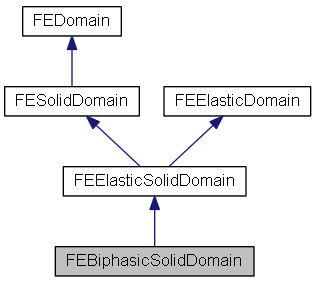 FEDomain
FESolidDomain
FEElasticDomain
FEElasticSolidDomain
FEBiphasicSolidDomain